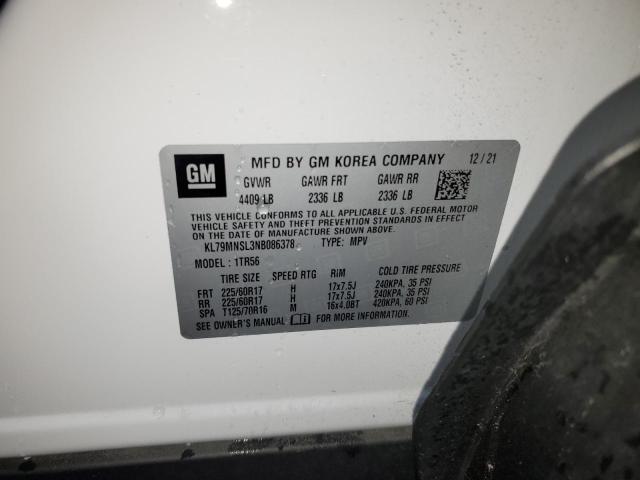 GM
MFD BY GM KOREA COMPANY 12/21
GVWR GAWR FRT GAWR RR
4409 LB 2336 LB 2336 LB
THIS VEHICLE CONFORMS TO ALL APPLICABLE U.S. FEDERAL MOTOR
VEHICLE SAFETY AND THEFT PREVENTION STANDARDS IN EFFECT
ON THE DATE OF MANUFACTURE SHOWN ABOVE.
KL79MNSL3NB086378 TYPE: MPV
MODEL: 1TR56
TIRE SIZE SPEED RTG RIM COLD TIRE PRESSURE
FRT 225/60R17 H 17x7.5J 240KPA, 35 PSI
RR 225/60R17 H 17x7.5J 240KPA, 35 PSI
SPA T125/70R16 M 16x4.0BT 420KPA, 60 PSI
SEE OWNER'S MANUAL FOR MORE INFORMATION